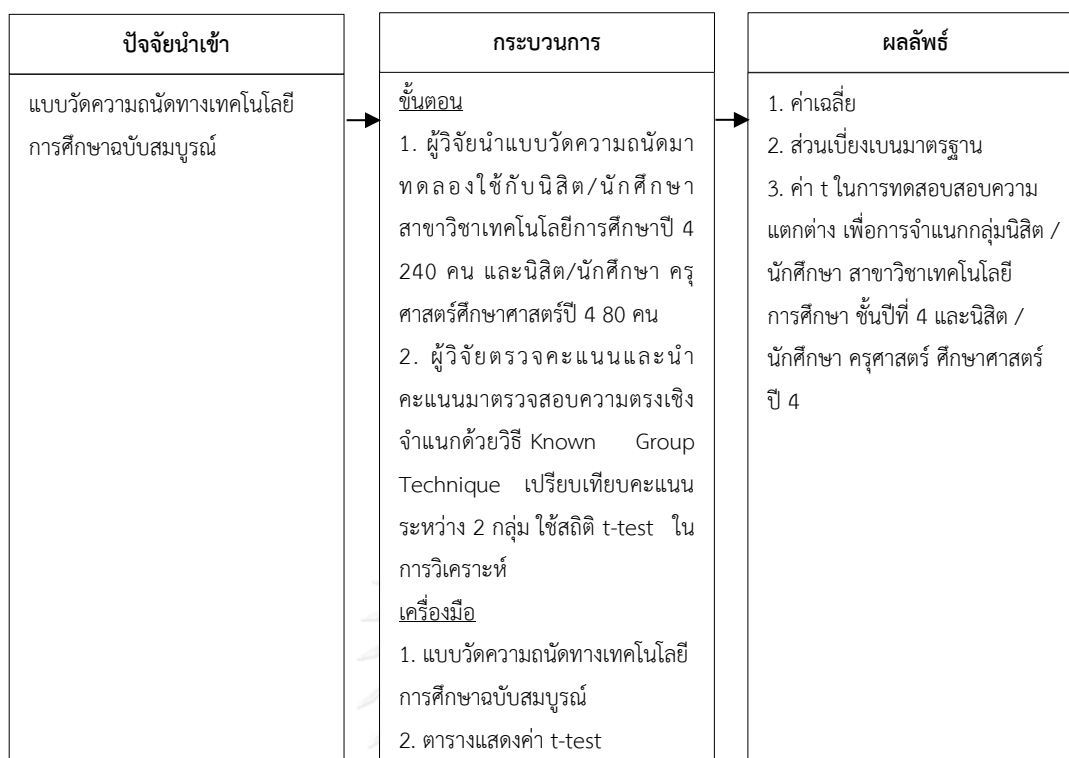 ปัจจัยนำเข้า
แบบวัดความถนัดทางเทคโนโลยี
การศึกษาฉบับสมบูรณ์
กระบวนการ
ขั้นตอน
1. ผู้วิจัยนำแบบวัดความถนัดมา
ทดลองใช้กับนิสิต/นักศึกษา
สาขาวิชาเทคโนโลยีการศึกษาปี 4
240 คน และนิสิต/นักศึกษา ครุ
ศาสตร์ศึกษาศาสตร์ปี 4 80 คน
2. ผู้วิจัยตรวจคะแนนและนำ
คะแนนมาตรวจสอบความตรงเชิง
จำแนกด้วยวิธี Known Group
Technique เปรียบเทียบคะแนน
ระหว่าง 2 กลุ่ม ใช้สถิติ t-test ใน
การวิเคราะห์
เครื่องมือ
1. แบบวัดความถนัดทางเทคโนโลยี
การศึกษาฉบับสมบูรณ์
2. ตารางแสดงค่า t-test
ผลลัพธ์
1. ค่าเฉลี่ย
2. ส่วนเบี่ยงเบนมาตรฐาน
3. ค่า t ในการทดสอบสอบความ
แตกต่าง เพื่อการจำแนกกลุ่มนิสิต /
นักศึกษา สาขาวิชาเทคโนโลยี
การศึกษา ชั้นปีที่ 4 และนิสิต /
นักศึกษา ครุศาสตร์ ศึกษาศาสตร์
ปี 4